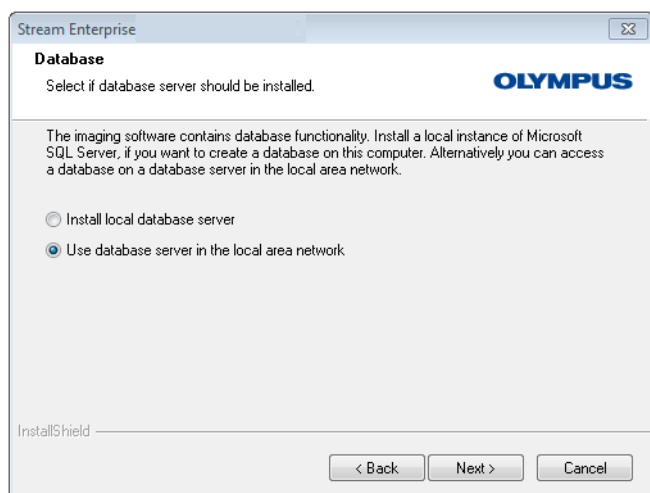 Stream Enterprise
Database
Select if database server should be installed.
OLYMPUS
The imaging software contains database functionality. Install a local instance of Microsoft
SQL Server, if you want to create a database on this computer. Alternatively you can access
a database on a database server in the local area network.
Install local database server
Use database server in the local area network
InstallShield
< Back
Next >
Cancel